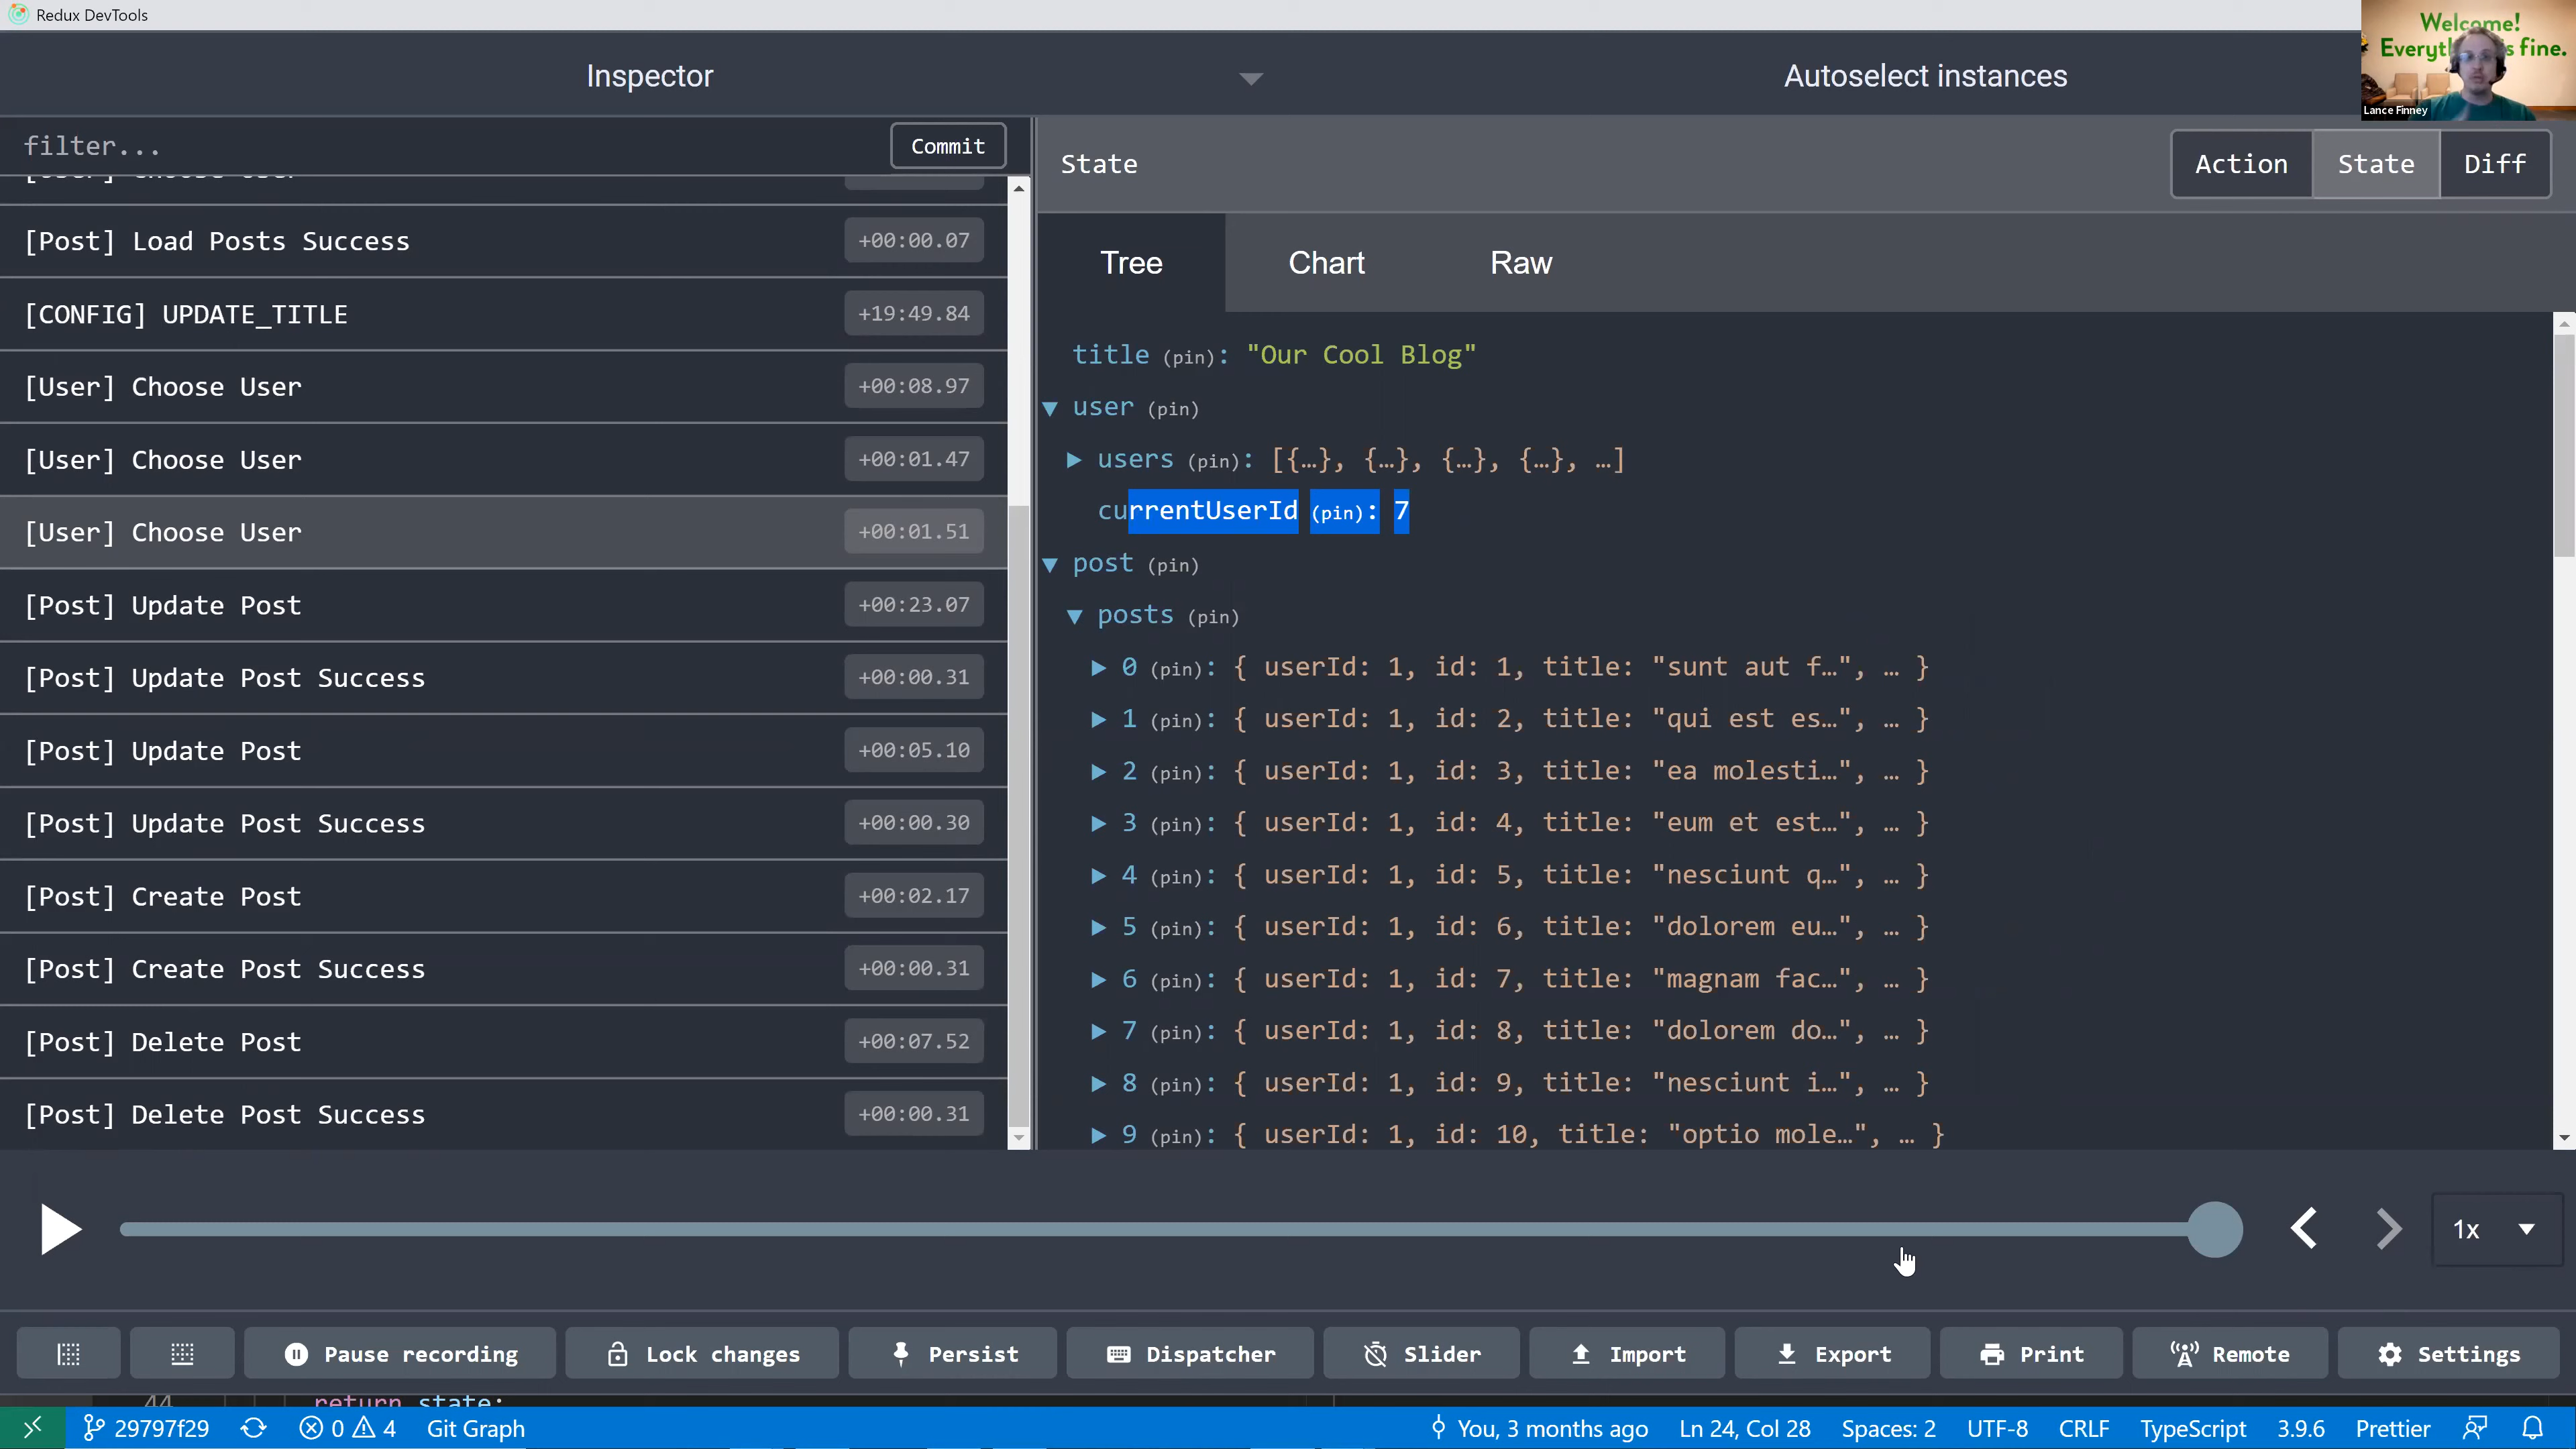 Redux DevTools
Welcome!
Everyt s fine.
Lance Finney
Inspector
Autoselect instances
filter...
Commit
State
Action
State
Diff
[User] Choose User
[Post] Load Posts Success +00:00.07
[CONFIG] UPDATE_TITLE +19:49.84
[User] Choose User +00:08.97
[User] Choose User +00:01.47
[User] Choose User +00:01.51
[Post] Update Post +00:23.07
[Post] Update Post Success +00:00.31
[Post] Update Post +00:05.10
[Post] Update Post Success +00:00.30
[Post] Create Post +00:02.17
[Post] Create Post Success +00:00.31
[Post] Delete Post +00:07.52
[Post] Delete Post Success +00:00.31
Tree
Chart
Raw
title (pin): "Our Cool Blog"
user (pin)
users (pin): [{…}, {…}, {…}, {…}, …]
currentUserId (pin): 7
post (pin)
posts (pin)
0 (pin): { userId: 1, id: 1, title: "sunt aut f…", … }
1 (pin): { userId: 1, id: 2, title: "qui est es…", … }
2 (pin): { userId: 1, id: 3, title: "ea molesti…", … }
3 (pin): { userId: 1, id: 4, title: "eum et est…", … }
4 (pin): { userId: 1, id: 5, title: "nesciunt q…", … }
5 (pin): { userId: 1, id: 6, title: "dolorem eu…", … }
6 (pin): { userId: 1, id: 7, title: "magnam fac…", … }
7 (pin): { userId: 1, id: 8, title: "dolorem do…", … }
8 (pin): { userId: 1, id: 9, title: "nesciunt i…", … }
9 (pin): { userId: 1, id: 10, title: "optio mole…", … }
1x
Pause recording
Lock changes
Persist
Dispatcher
Slider
Import
Export
Print
Remote
Settings
44 return state;
29797f29 0 4 Git Graph You, 3 months ago Ln 24, Col 28 Spaces: 2 UTF-8 CRLF TypeScript 3.9.6 Prettier